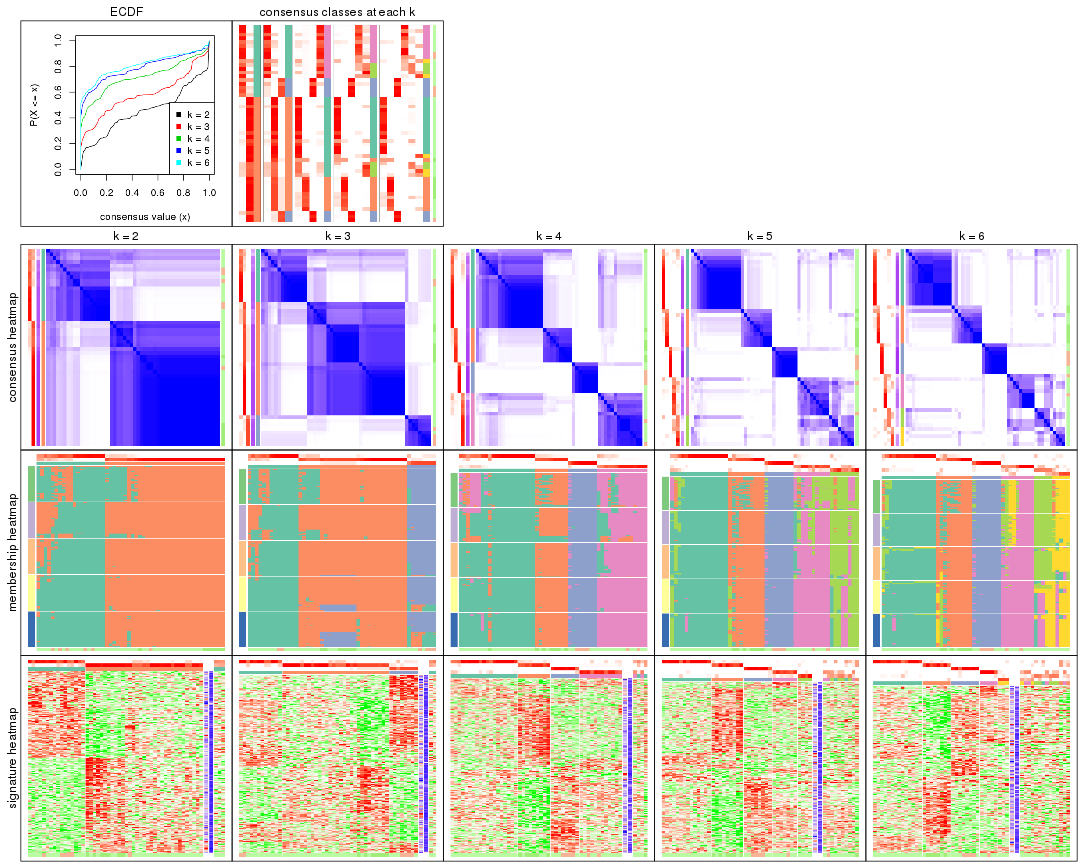 ECDF
consensus classes at each k
P(X <= x)
1.0
0.8
0.6
0.4
0.2
0.0
k = 2
k = 3
k = 4
k = 5
k = 6
0.0 0.2 0.4 0.6 0.8 1.0
consensus value (x)
k = 2
k = 3
k = 4
k = 5
k = 6
consensus heatmap
membership heatmap
signature heatmap